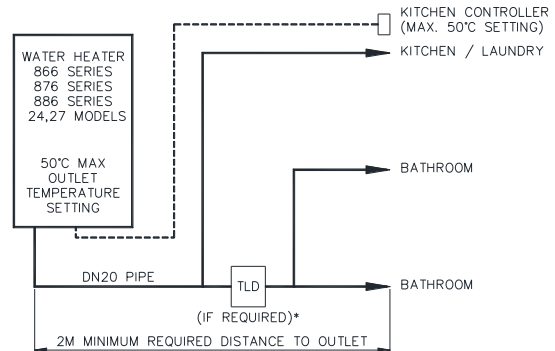 KITCHEN CONTROLLER
(MAX. 50°C SETTING)
KITCHEN / LAUNDRY
WATER HEATER
866 SERIES
876 SERIES
886 SERIES
24,27 MODELS
50°C MAX
OUTLET
TEMPERATURE
SETTING
BATHROOM
DN20 PIPE
TLD
BATHROOM
(IF REQUIRED)*
2M MINIMUM REQUIRED DISTANCE TO OUTLET